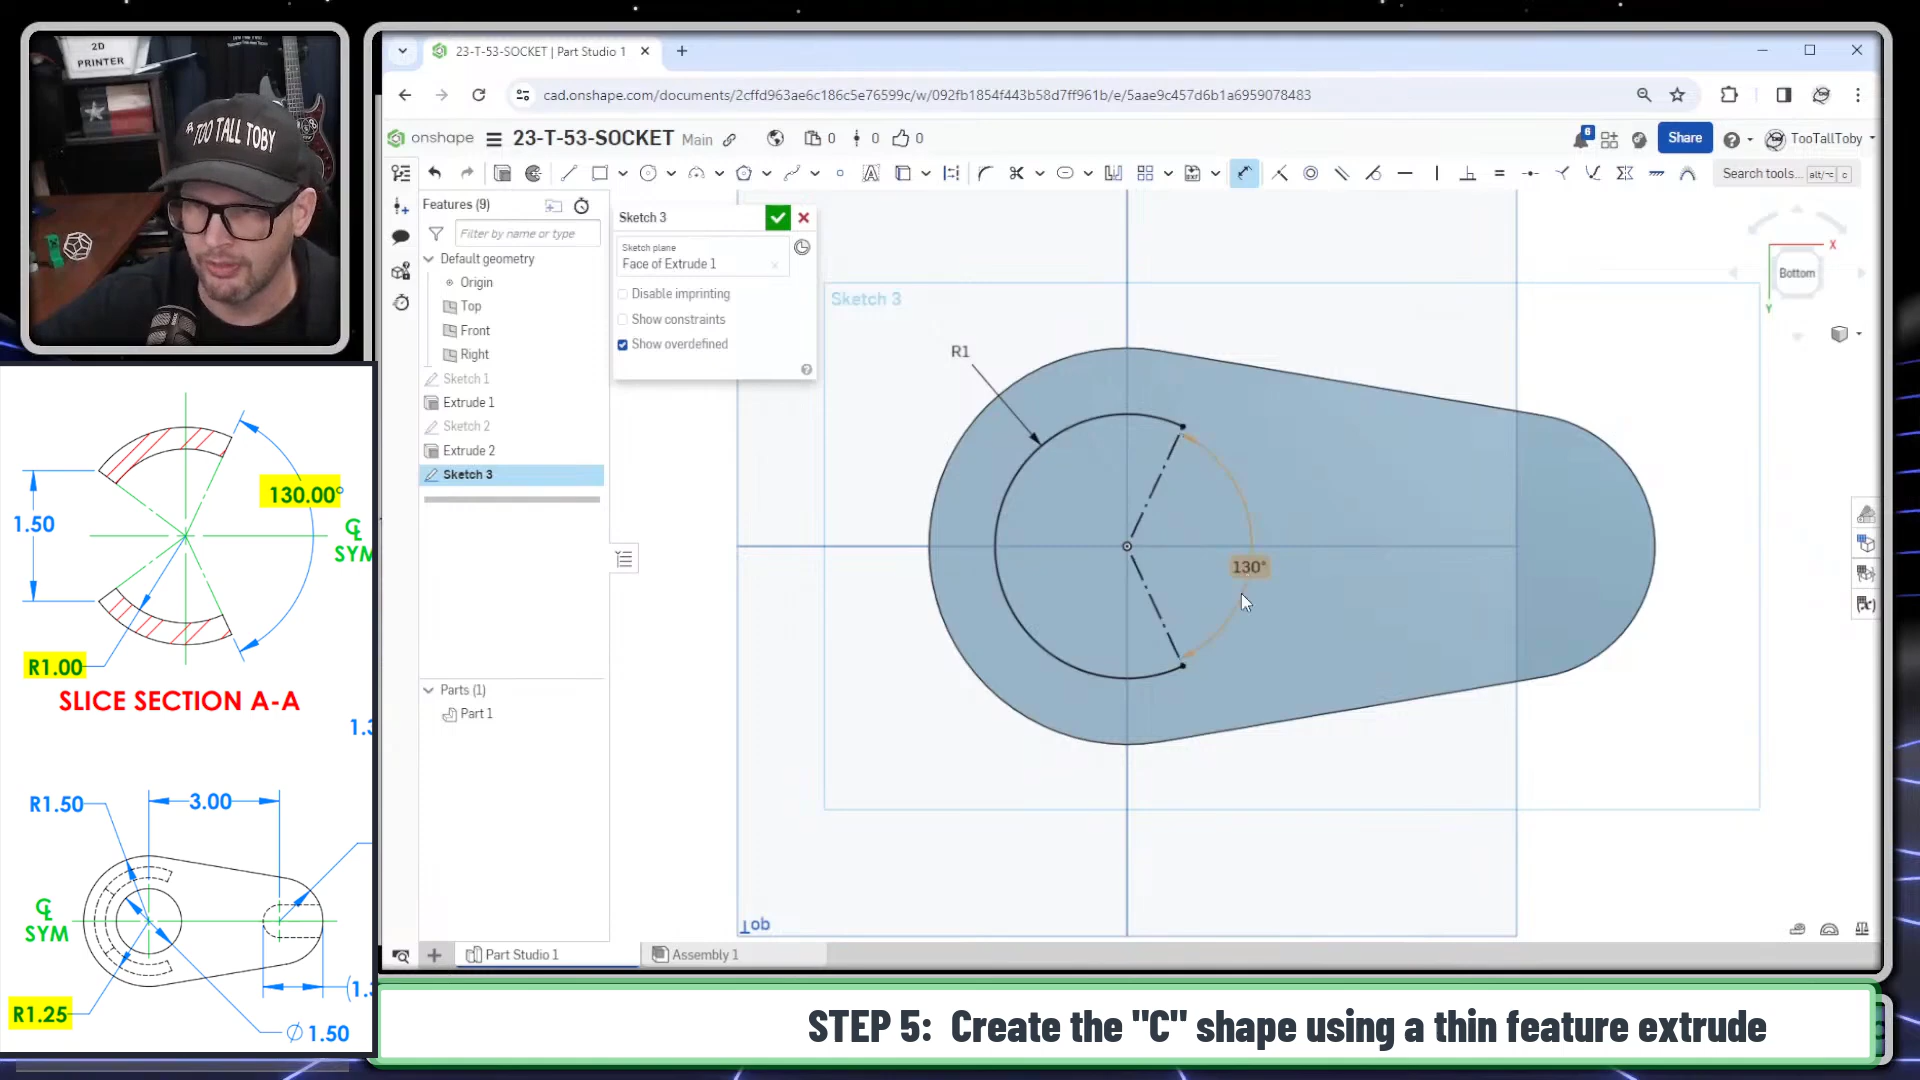 2D
PRINTER
TOO TALL TOBY
23-T-53-SOCKET | Part Studio 1
cad.onshape.com/documents/2cffd963ae6c186c5e76599c/w/092fb1854f443b58d7ff961b/e/5aae9c457d6b1a6959078483
onshape
23-T-53-SOCKET
Main
0
0
0
6
Share
TooTallToby
Search tools...
alt/⌥
c
Features (9)
Filter by name or type
Default geometry
Origin
Top
Front
Right
Sketch 1
Extrude 1
Sketch 2
Extrude 2
Sketch 3
Parts (1)
Part 1
Sketch 3
Sketch plane
Face of Extrude 1
Disable imprinting
Show constraints
Show overdefined
Sketch 3
R1
130°
X
Bottom
Y
Part Studio 1
Assembly 1
130.00°
1.50
SYM
R1.00
SLICE SECTION A-A
R1.50
3.00
SYM
R1.25
∅1.50
STEP 5: Create the "C" shape using a thin feature extrude